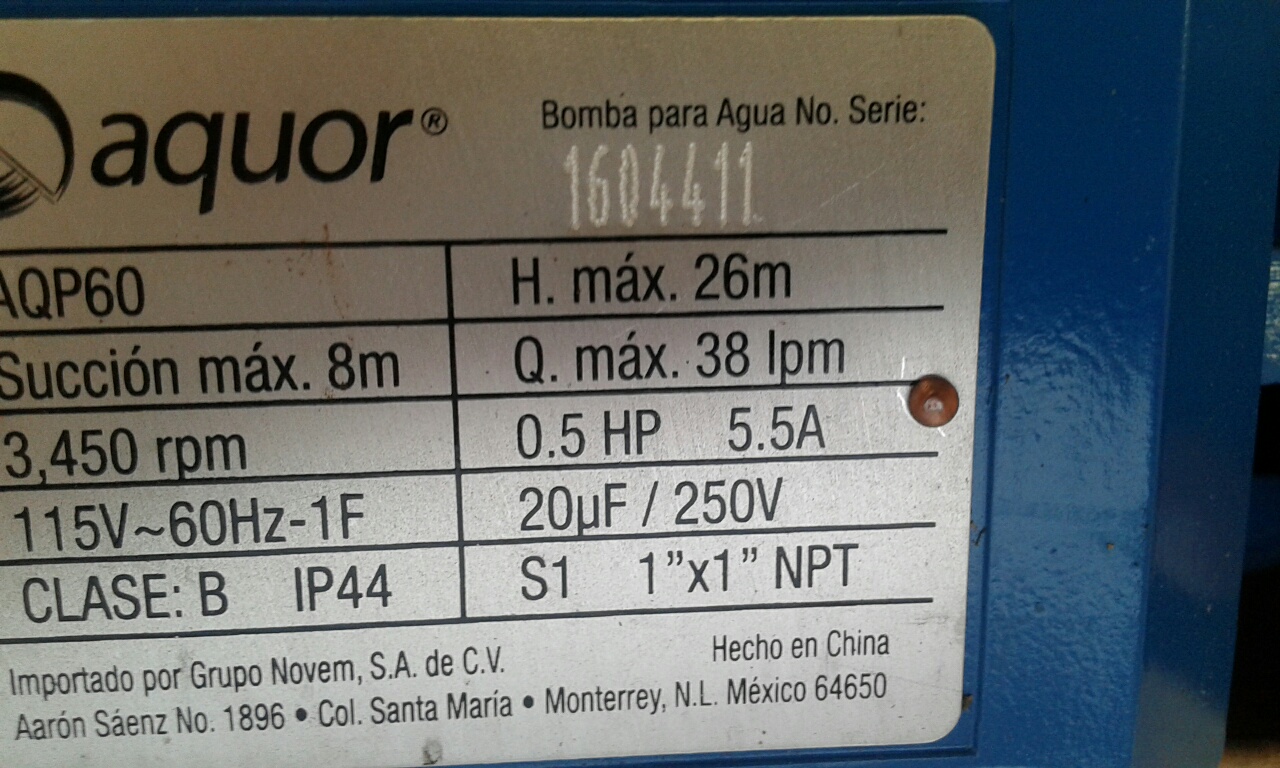 aquor®
Bomba para Agua No. Serie:
1604411
AQP60 H. máx. 26m
Succión máx. 8m Q. máx. 38 lpm
3,450 rpm 0.5 HP 5.5A
115V~60Hz-1F 20µF / 250V
CLASE: B IP44 S1 1”x1” NPT
Importado por Grupo Novem, S.A. de C.V. Hecho en China
Aarón Sáenz No. 1896 • Col. Santa María • Monterrey, N.L. México 64650